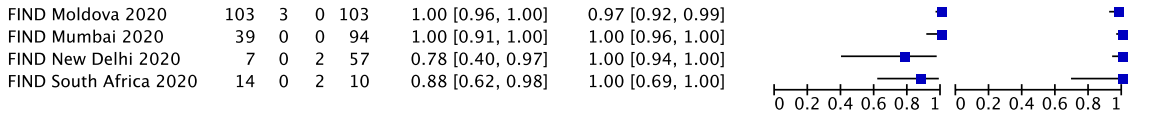 FIND Moldova 2020 103 3 0 103 1.00 [0.96, 1.00] 0.97 [0.92, 0.99]
FIND Mumbai 2020 39 0 0 94 1.00 [0.91, 1.00] 1.00 [0.96, 1.00]
FIND New Delhi 2020 7 0 2 57 0.78 [0.40, 0.97] 1.00 [0.94, 1.00]
FIND South Africa 2020 14 0 2 10 0.88 [0.62, 0.98] 1.00 [0.69, 1.00]
0 0.2 0.4 0.6 0.8 1 0 0.2 0.4 0.6 0.8 1